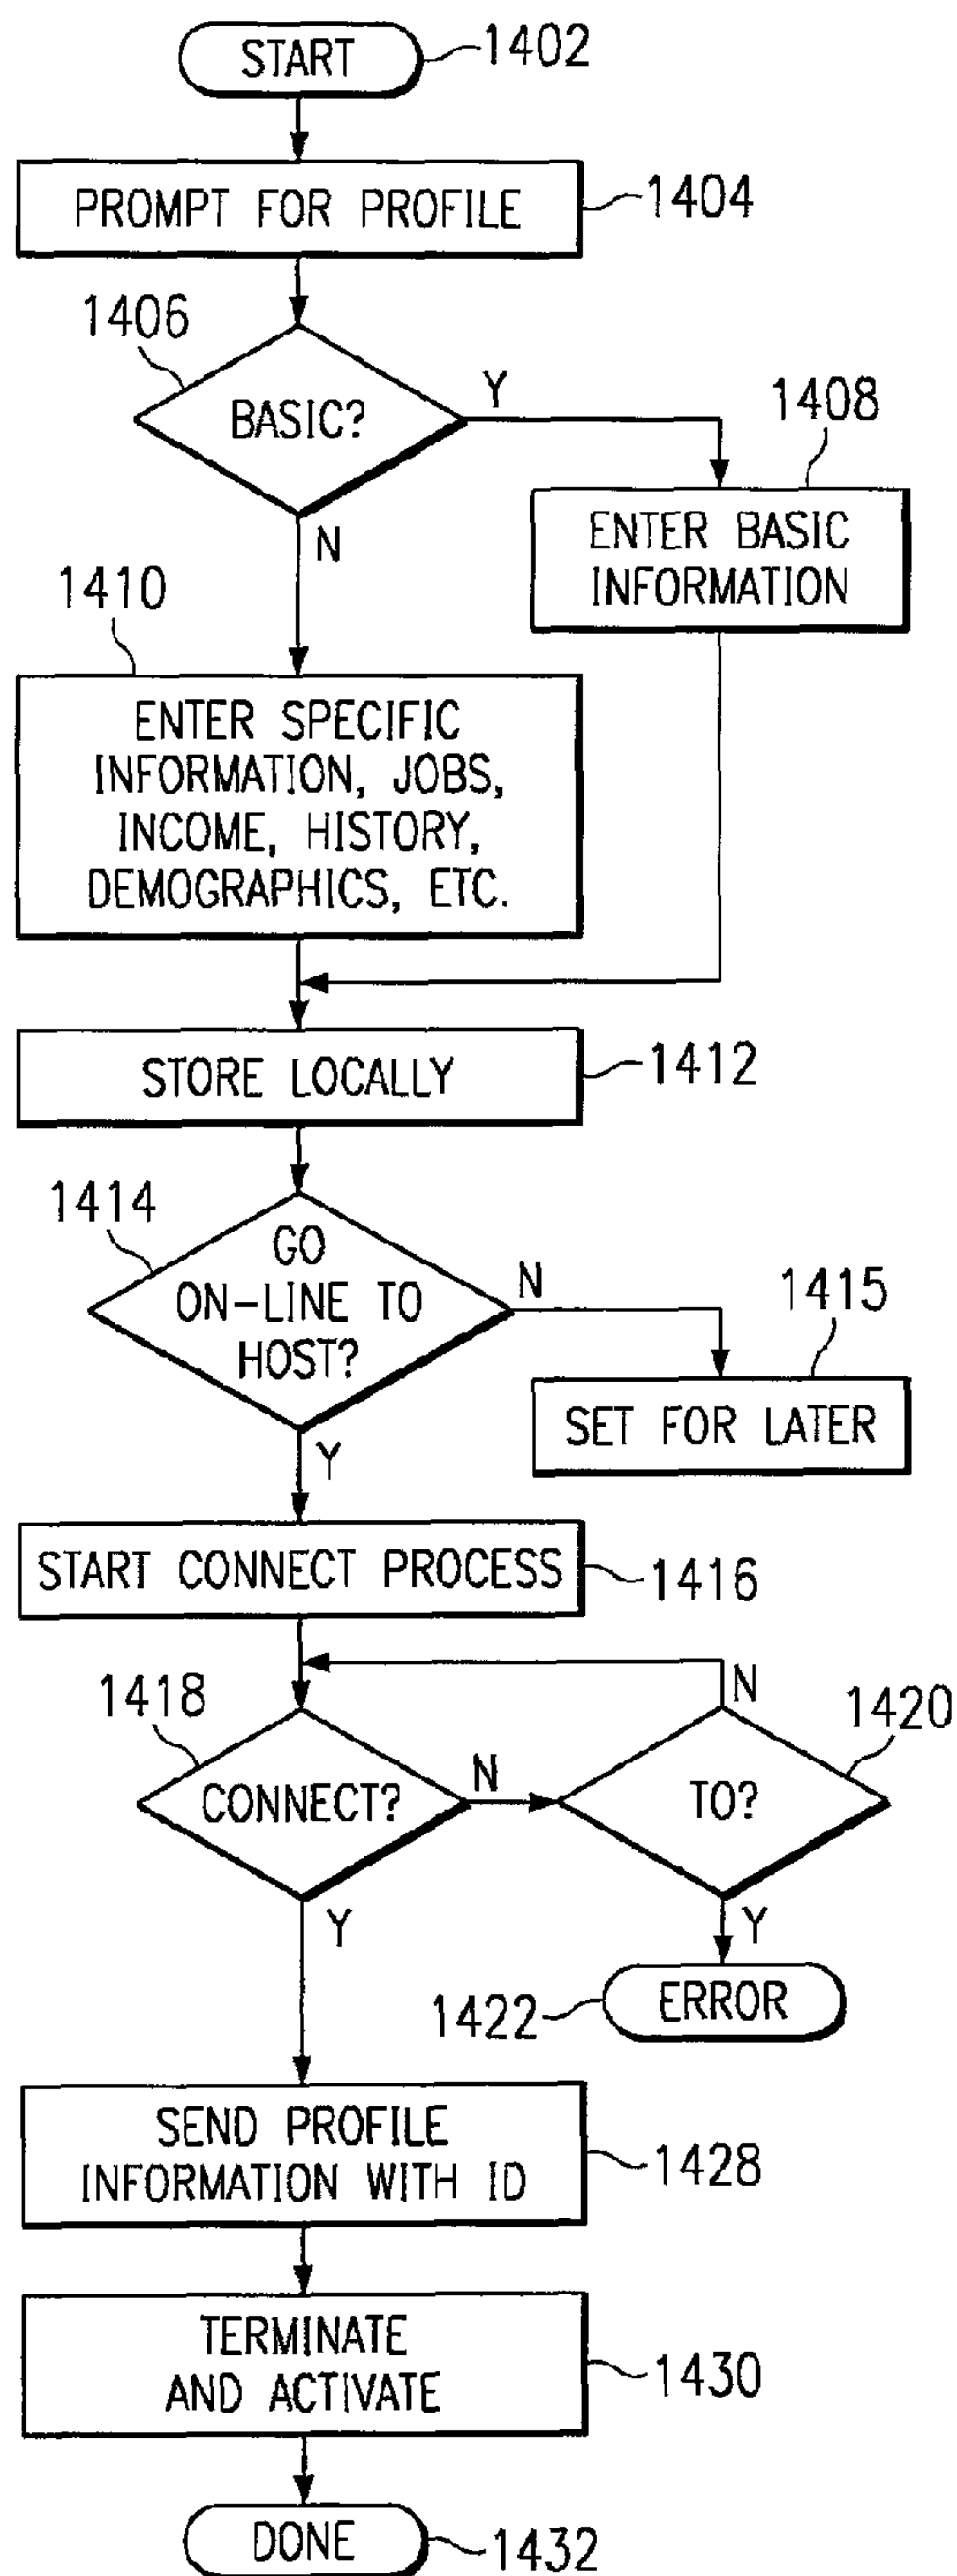 START
1402
PROMPT FOR PROFILE
1404
1406
BASIC?
Y
N
1408
ENTER BASIC
INFORMATION
1410
ENTER SPECIFIC
INFORMATION, JOBS,
INCOME, HISTORY,
DEMOGRAPHICS, ETC.
STORE LOCALLY
1412
1414
GO
ON-LINE TO
HOST?
N
Y
1415
SET FOR LATER
START CONNECT PROCESS
1416
1418
CONNECT?
N
Y
N
1420
TO?
Y
1422
ERROR
SEND PROFILE
INFORMATION WITH ID
1428
TERMINATE
AND ACTIVATE
1430
DONE
1432